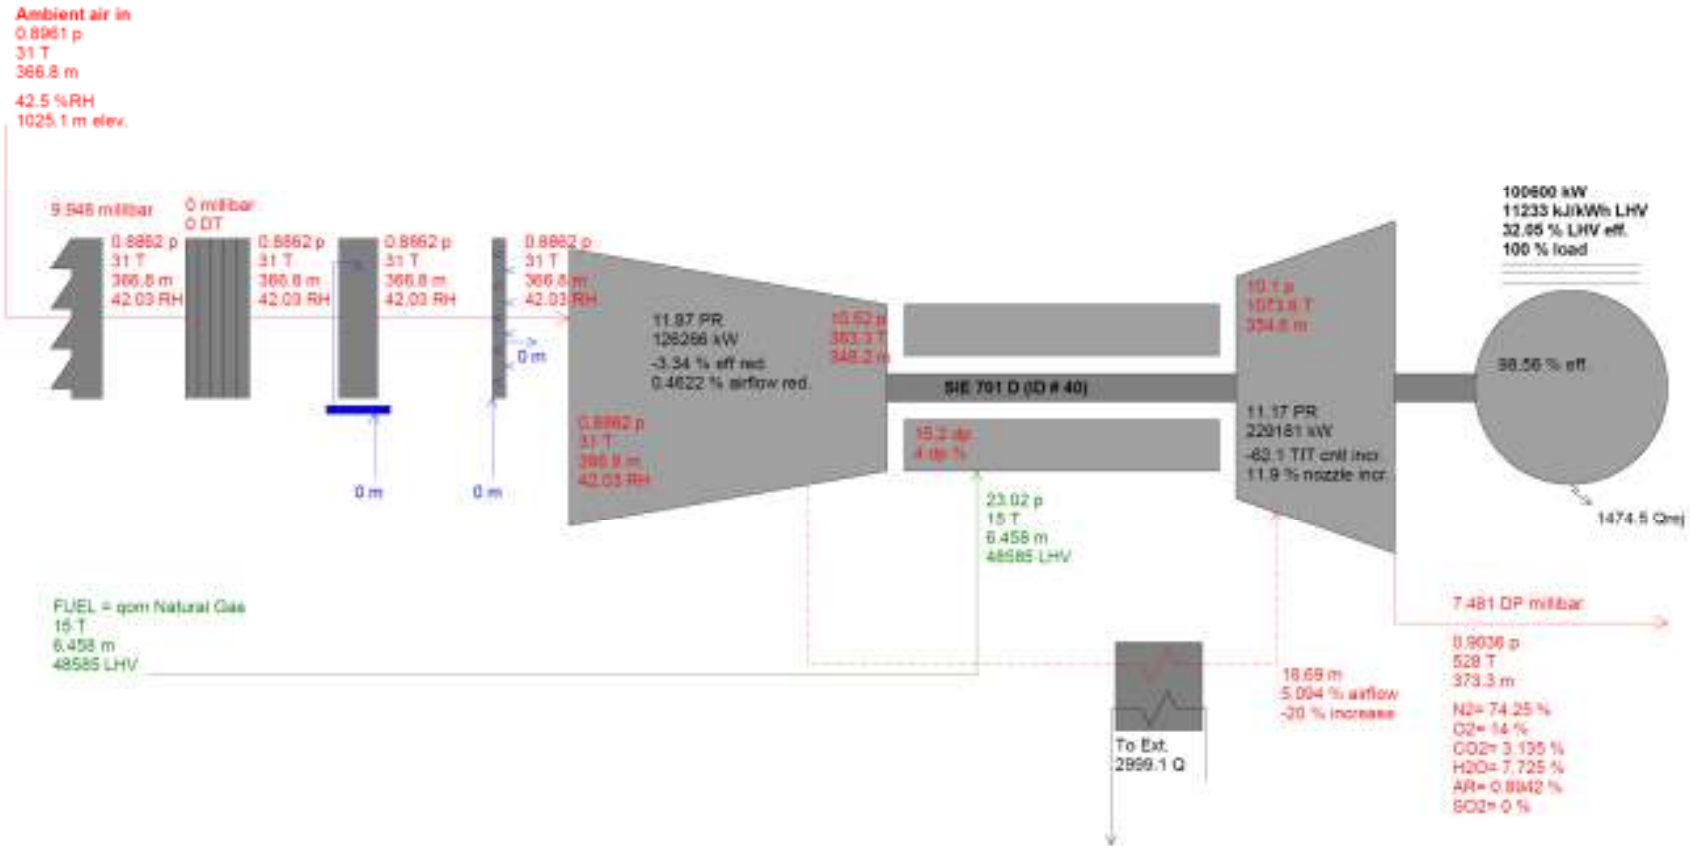 Ambient air in
0.8961 p
31 T
366.8 m
42.5 %RH
1025.1 m elev.
9.946 millibar
0 millibar
0 DT
0.8862 p
31 T
366.8 m
42.03 RH
0.8862 p
31 T
366.8 m
42.03 RH
0.8862 p
31 T
366.8 m
42.03 RH
0.8862 p
31 T
366.8 m
42.03 RH
0 m
0 m
0 m
11.87 PR
126266 kW
-3.34 % eff red.
0.4622 % airflow red.
10.52 p
363.3 T
348.2 m
0.8862 p
31 T
366.8 m
42.03 RH
SIE 701 D (ID # 40)
15.2 dp
4 dp %
23.02 p
15 T
6.458 m
48585 LHV
10.1 p
1073.8 T
354.6 m
11.17 PR
229181 kW
-62.1 TIT cntl incr.
11.9 % nozzle incr.
100600 kW
11233 kJ/kWh LHV
32.05 % LHV eff.
100 % load
98.56 % eff.
1474.5 Qrej
FUEL = qom Natural Gas
15 T
6.458 m
48585 LHV
To Ext.
2999.1 Q
18.69 m
5.094 % airflow
-20 % increase
7.481 DP millibar
0.9036 p
528 T
373.3 m
N2= 74.25 %
O2= 14 %
CO2= 3.135 %
H2O= 7.725 %
AR= 0.8942 %
SO2= 0 %